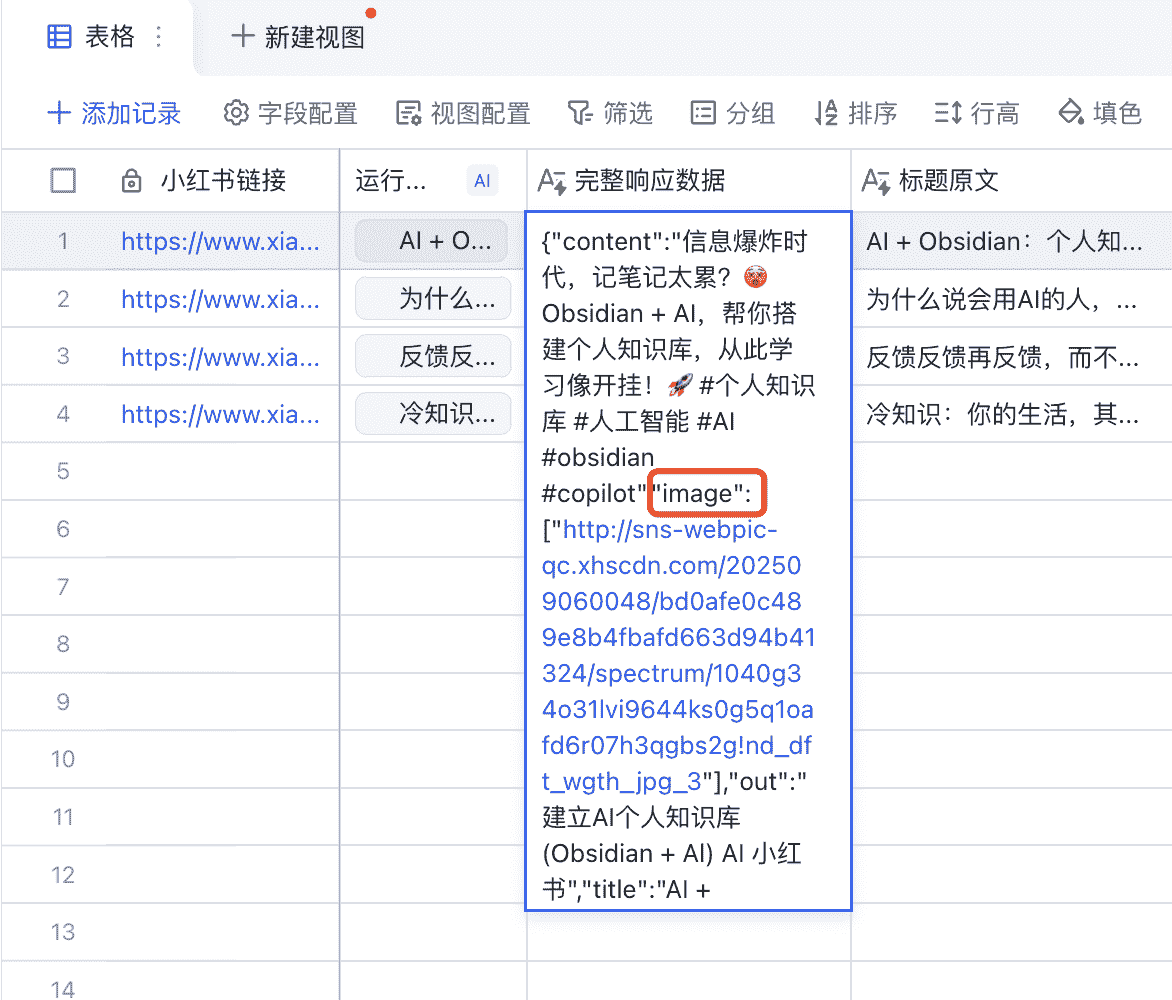 表格
新建视图
添加记录 字段配置 视图配置 筛选 分组 排序 行高 填色
小红书链接 运行... AI 完整响应数据 标题原文
1 https://www.xia... AI + O... AI + Obsidian：个人知...
2 https://www.xia... 为什么... 为什么说会用AI的人，...
3 https://www.xia... 反馈反... 反馈反馈再反馈，而不...
4 https://www.xia... 冷知识... 冷知识：你的生活，其...
5
6
7
8
9
10
11
12
13
14
{"content":"信息爆炸时
代，记笔记太累？🤯
Obsidian + AI，帮你搭
建个人知识库，从此学
习像开挂！🚀 #个人知识
库 #人工智能 #AI
#obsidian
#copilot""image":
["http://sns-webpic-
qc.xhscdn.com/20250
9060048/bd0afe0c48
9e8b4fbafd663d94b41
324/spectrum/1040g3
4o31lvi9644ks0g5q1oa
fd6r07h3qgbs2g!nd_df
t_wgth_jpg_3"],"out":"
建立AI个人知识库
(Obsidian + AI) AI 小红
书","title":"AI +